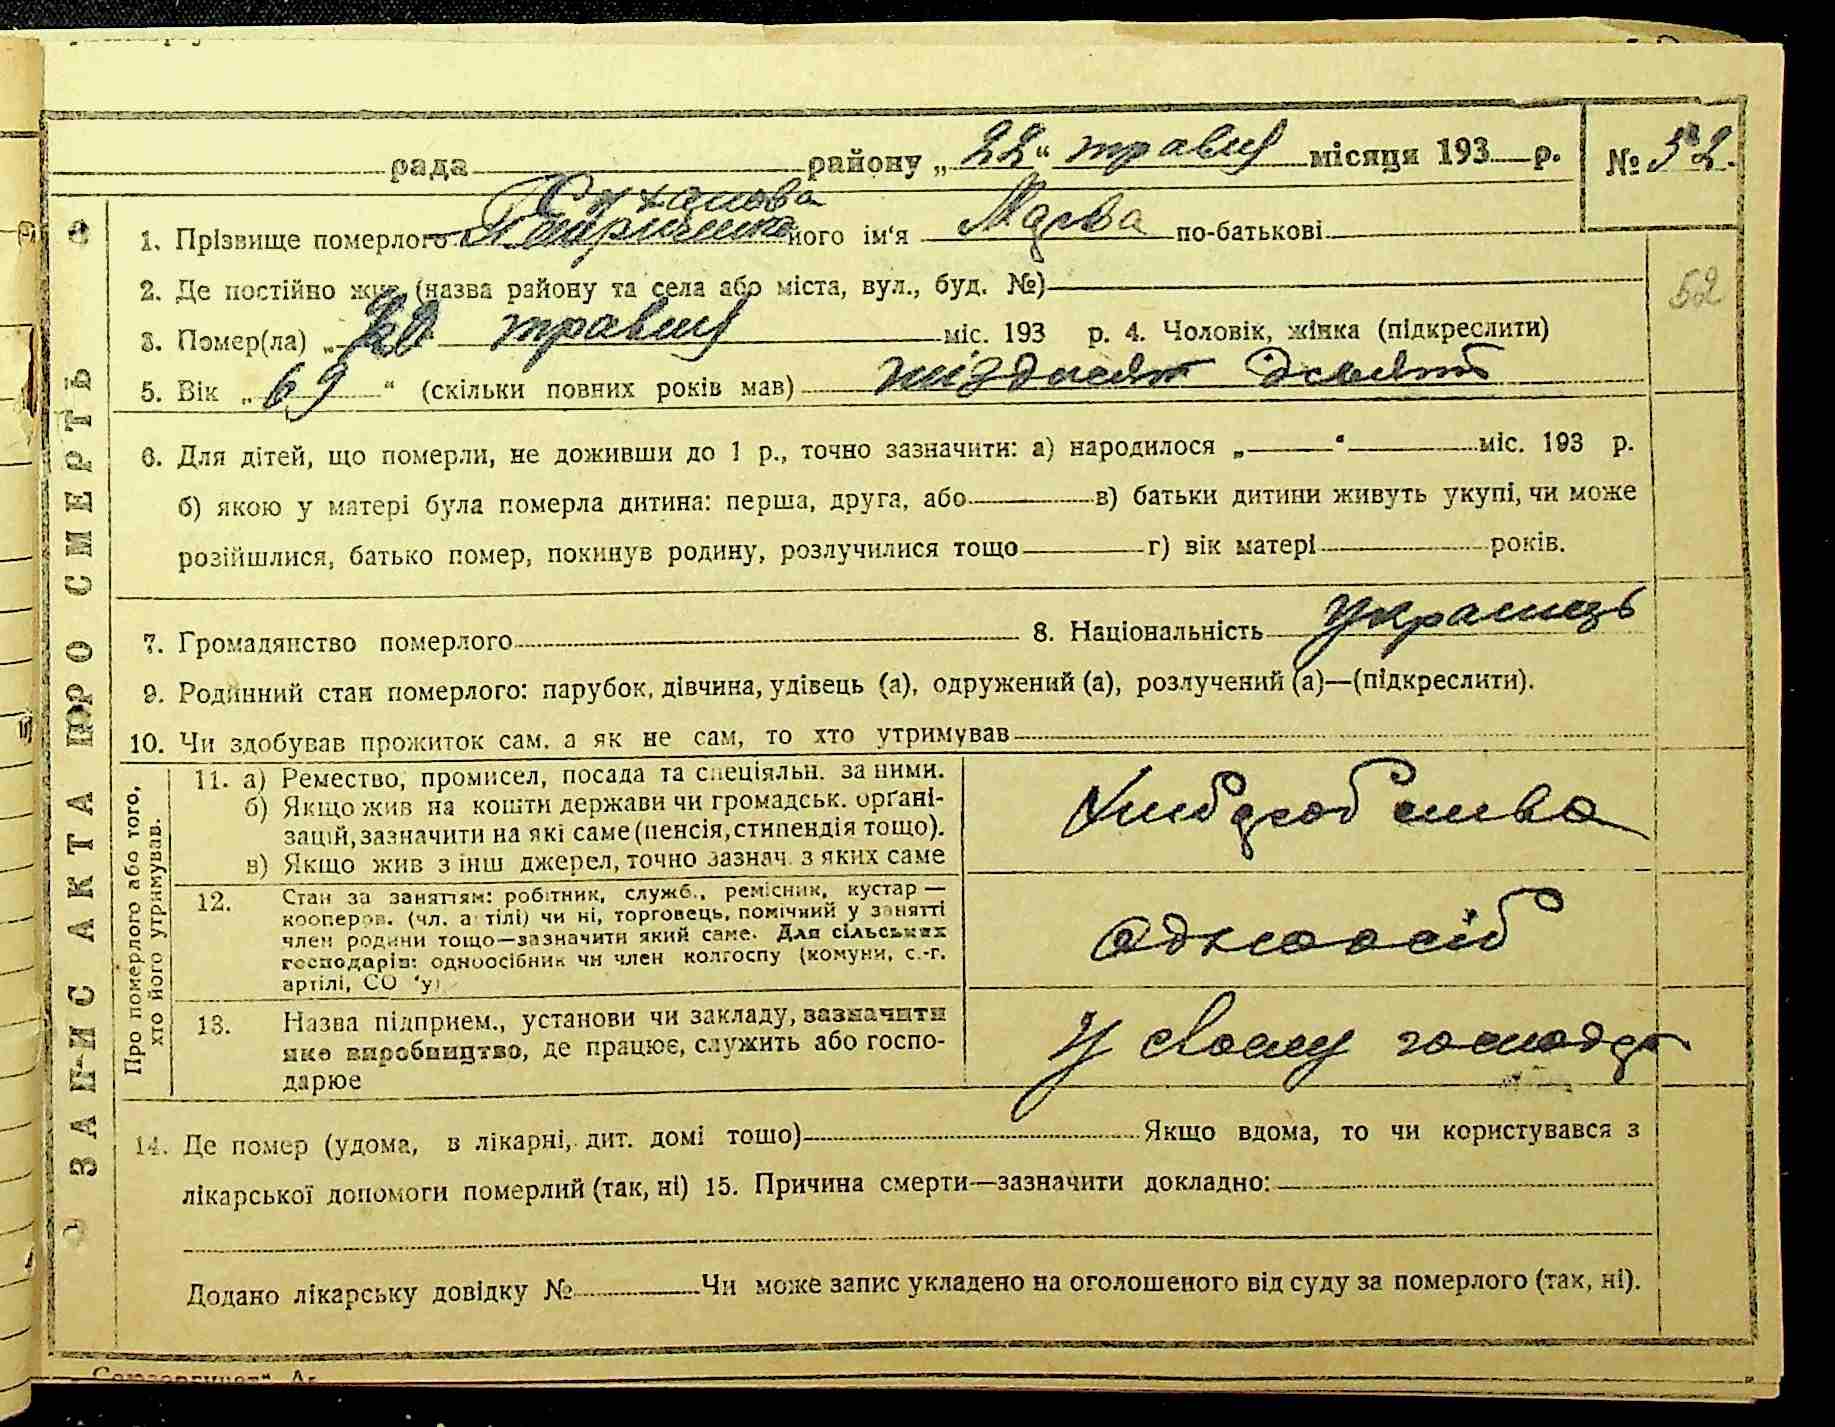 рада району „22“ травня місяця 193 р. № 52
1. Прізвище померлого його ім‘я Марва по-батькові
2. Де постійно жив (назва району та села або міста, вул., буд. №) 52
3. Помер(ла) „20 травня міс. 193 р. 4. Чоловік, жінка (підкреслити)
5. Вік „69“ (скільки повних років мав) шіздесят девять
6. Для дітей, що померли, не доживши до 1 р., точно зазначити: а) народилося „ “ міс. 193 р.
б) якою у матері була померла дитина: перша, друга, або в) батьки дитини живуть укупі, чи може
розійшлися, батько помер, покинув родину, розлучилися тощо г) вік матері років.
7. Громадянство померлого 8. Національність Украінець
9. Родинний стан померлого: парубок, дівчина, удівець (а), одружений (а), розлучений (а)—(підкреслити).
10. Чи здобував прожиток сам, а як не сам, то хто утримував
11. а) Ремество, промисел, посада та спеціяльн. за ними.
б) Якщо жив на кошти держави чи громадськ. орґані-
зацій, зазначити на які саме (пенсія, стипендія тощо).
в) Якщо жив з інш джерел, точно зазнач. з яких саме
Хлібдробства
12. Стан за заняттям: робітник, служб., ремісник, кустар —
кооперов. (чл. артілі) чи ні, торговець, помічний у занятті
член родини тощо—зазначити який саме. Для сільських
господарів: одноосібник чи член колгоспу (комуни, с.-г.
артілі, СО ‘у)
одноосіб
13. Назва підприєм., установи чи закладу, зазначити
яке виробництво, де працює, служить або госпо-
дарює
У своему господар
Про померлого або того,
хто його утримував.
ЗАПИС АКТА ПРО СМЕРТЬ
14. Де помер (удома, в лікарні, дит. домі тощо) Якщо вдома, то чи користувався з
лікарської допомоги померлий (так, ні) 15. Причина смерти—зазначити докладно:
Додано лікарську довідку № Чи може запис укладено на оголошеного від суду за померлого (так, ні).